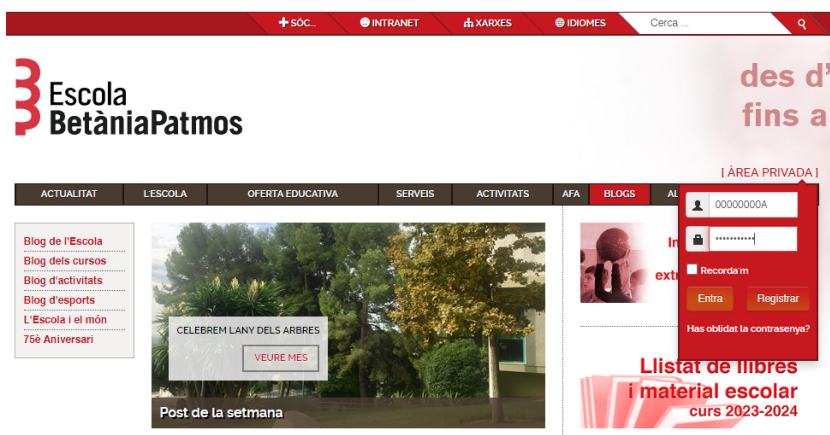 SÓC...
INTRANET
XARXES
IDIOMES
Cerca ...
des d'
fins a
Escola
BetàniaPatmos
[ ÀREA PRIVADA ]
ACTUALITAT
L'ESCOLA
OFERTA EDUCATIVA
SERVEIS
ACTIVITATS
AFA
BLOGS
AL
00000000A
Blog de l'Escola
Blog dels cursos
Blog d'activitats
Blog d'esports
L'Escola i el món
75è Aniversari
CELEBREM L'ANY DELS ARBRES
VEURE MÉS
Post de la setmana
In
extr
Recorda'm
Entra
Registrar
Has oblidat la contrasenya?
Llistat de llibres
i material escolar
curs 2023-2024